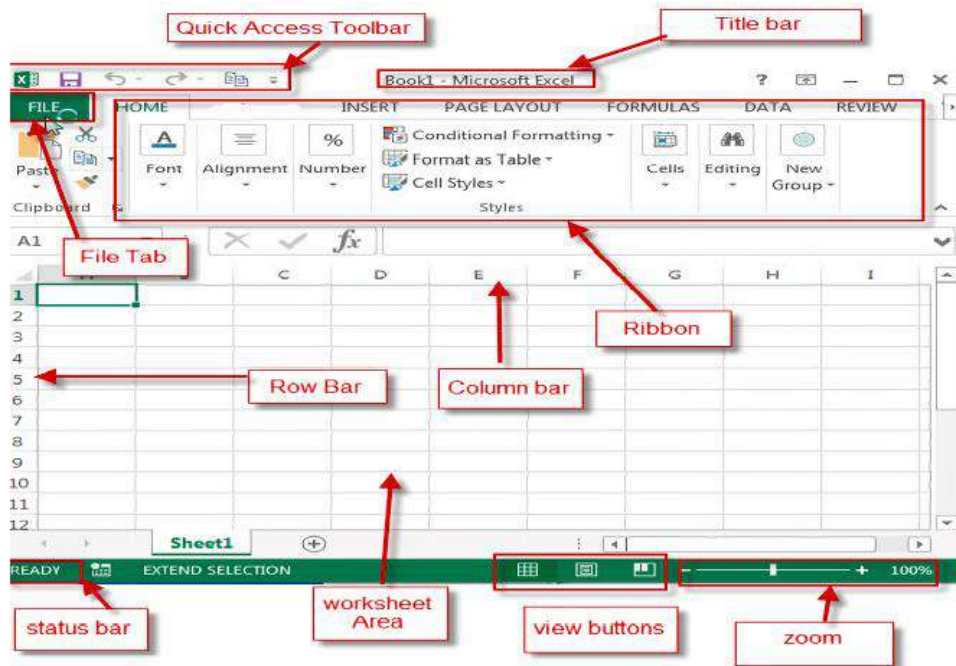 Quick Access Toolbar
Title bar
Book1 - Microsoft Excel
?
FILE HOME INSERT PAGE LAYOUT FORMULAS DATA REVIEW
Paste
Clipboard
A
Font
Alignment
%
Number
Conditional Formatting
Format as Table
Cell Styles
Styles
Cells
Editing
New
Group
A1
fx
File Tab
C D E F G H I
1
2
3
4
5
6
7
8
9
10
11
12
Ribbon
Row Bar
Column bar
Sheet1
READY EXTEND SELECTION
- + 100%
status bar
worksheet
Area
view buttons
zoom